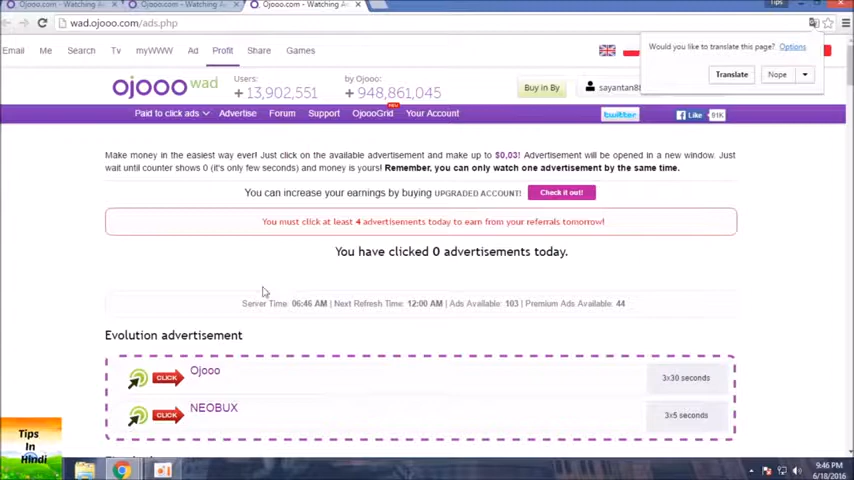 Ojooo.com - Watching A
Ojooo.com - Watching A
Ojooo.com - Watching A
Tips
wad.ojooo.com/ads.php
Email Me Search Tv myWWW Ad Profit Share Games
Would you like to translate this page? Options
Translate Nope
ojooo wad
Users:
+ 13,902,551
by Ojooo:
+ 948,861,045
Buy in By
Paid to click ads Advertise Forum Support OjoooGrid Your Account
twitter
Like 91K
Make money in the easiest way ever! Just click on the available advertisement and make up to $0,03! Advertisement will be opened in a new window. Just
wait until counter shows 0 (it's only few seconds) and money is yours! Remember, you can only watch one advertisement by the same time.
You can increase your earnings by buying UPGRADED ACCOUNT! Check it out!
You must click at least 4 advertisements today to earn from your referrals tomorrow!
You have clicked 0 advertisements today.
Server Time: 06:46 AM | Next Refresh Time: 12:00 AM | Ads Available: 103 | Premium Ads Available: 44
Evolution advertisement
CLICK Ojooo 3x30 seconds
CLICK NEOBUX 3x5 seconds
Tips
In
Hindi
9:46 PM
6/18/2016